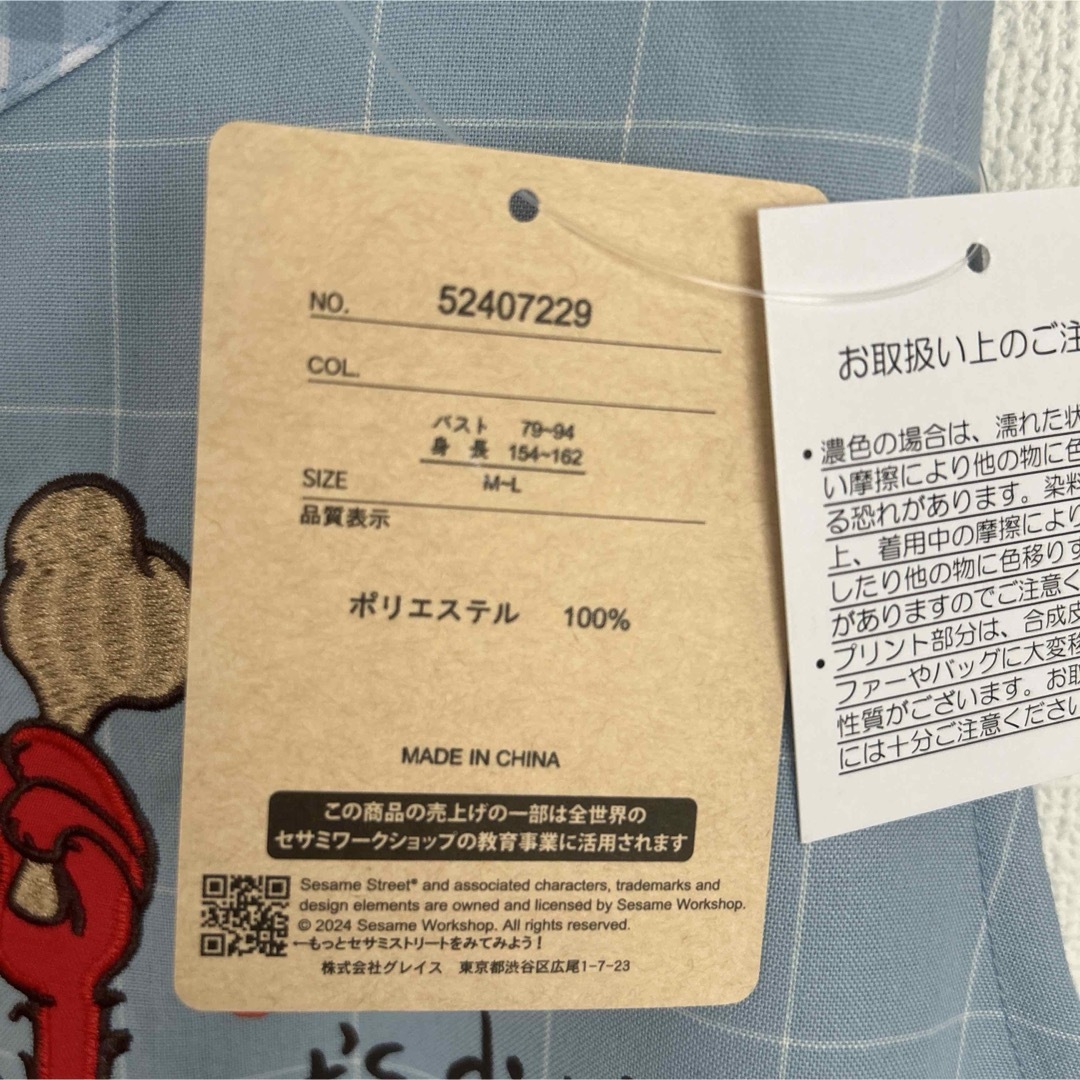 NO. 52407229
COL.
バスト 79~94
身長 154~162
SIZE M~L
品質表示
ポリエステル 100%
MADE IN CHINA
この商品の売上げの一部は全世界の
セサミワークショップの教育事業に活用されます
Sesame Street® and associated characters, trademarks and
design elements are owned and licensed by Sesame Workshop.
© 2024 Sesame Workshop. All rights reserved.
←もっとセサミストリートをみてみよう!
株式会社グレイス 東京都渋谷区広尾1-7-23
お取扱い上のご注
• 濃色の場合は、濡れた状
い摩擦により他の物に色
る恐れがあります。染料
上、着用中の摩擦により
したり他の物に色移りす
がありますのでご注意く
• プリント部分は、合成皮
ファーやバッグに大変移
性質がございます。お取
には十分ご注意ください